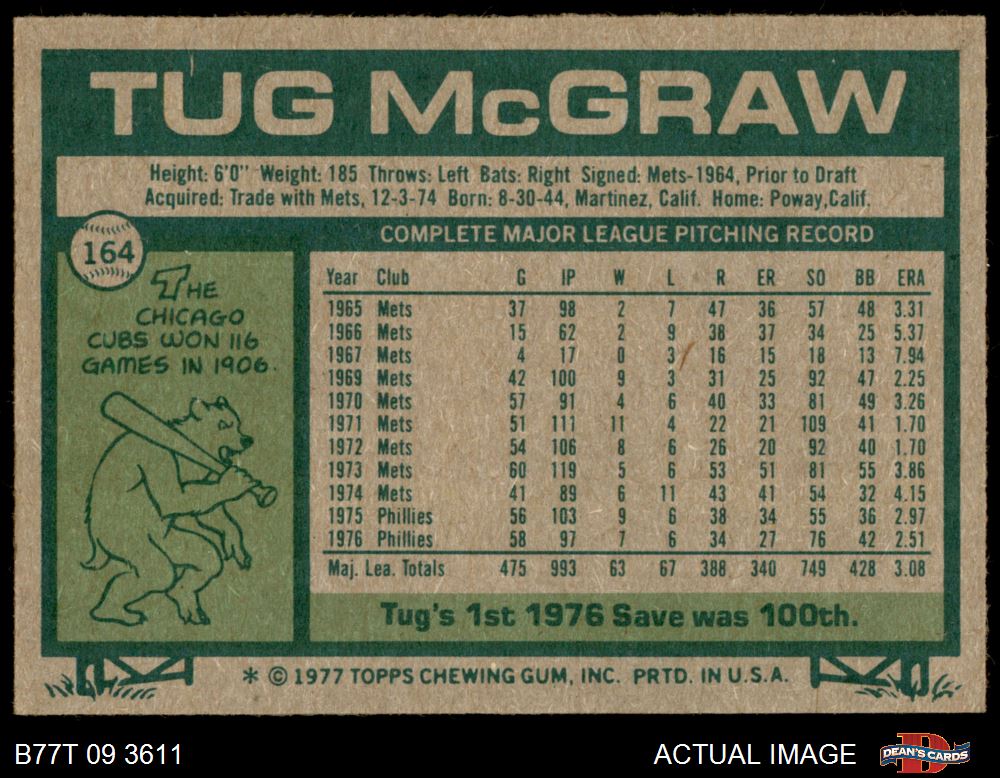 TUG McGRAW
Height: 6'0" Weight: 185 Throws: Left Bats: Right Signed: Mets-1964, Prior to Draft
Acquired: Trade with Mets, 12-3-74 Born: 8-30-44, Martinez, Calif. Home: Poway,Calif.
164
THE
CHICAGO
CUBS WON 116
GAMES IN 1906.
COMPLETE MAJOR LEAGUE PITCHING RECORD
Year Club G IP W L R ER SO BB ERA
1965 Mets 37 98 2 7 47 36 57 48 3.31
1966 Mets 15 62 2 9 38 37 34 25 5.37
1967 Mets 4 17 0 3 16 15 18 13 7.94
1969 Mets 42 100 9 3 31 25 92 47 2.25
1970 Mets 57 91 4 6 40 33 81 49 3.26
1971 Mets 51 111 11 4 22 21 109 41 1.70
1972 Mets 54 106 8 6 26 20 92 40 1.70
1973 Mets 60 119 5 6 53 51 81 55 3.86
1974 Mets 41 89 6 11 43 41 54 32 4.15
1975 Phillies 56 103 9 6 38 34 55 36 2.97
1976 Phillies 58 97 7 6 34 27 76 42 2.51
Maj. Lea. Totals 475 993 63 67 388 340 749 428 3.08
Tug's 1st 1976 Save was 100th.
* © 1977 TOPPS CHEWING GUM, INC. PRTD. IN U.S.A.
B77T 09 3611 ACTUAL IMAGE
DEAN'S CARDS